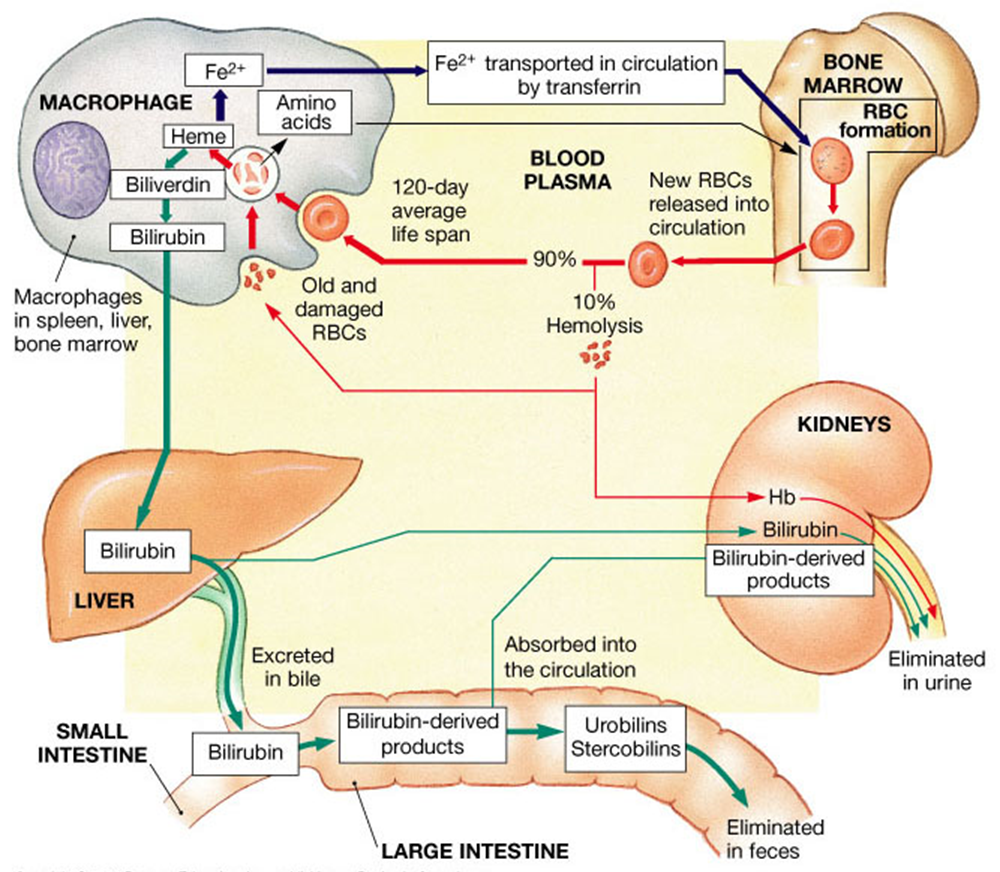 Fe²⁺
MACROPHAGE
Amino
acids
Heme
Biliverdin
Bilirubin
Macrophages
in spleen, liver,
bone marrow
Fe²⁺ transported in circulation
by transferrin
BONE
MARROW
RBC
formation
BLOOD
PLASMA
120-day
average
life span
New RBCs
released into
circulation
90%
10%
Hemolysis
Old and
damaged
RBCs
KIDNEYS
Hb
Bilirubin
Bilirubin-derived
products
Eliminated
in urine
Bilirubin
LIVER
Excreted
in bile
Absorbed into
the circulation
SMALL
INTESTINE
Bilirubin
Bilirubin-derived
products
Urobilins
Stercobilins
Eliminated
in feces
LARGE INTESTINE